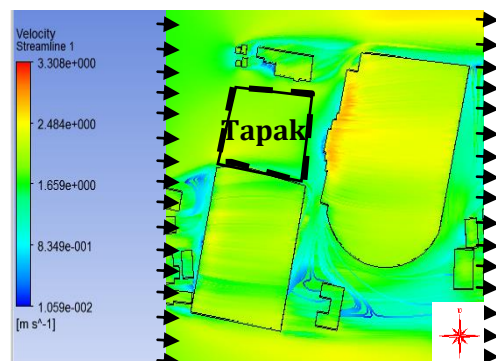 Velocity
Streamline 1
3.308e+000
2.484e+000
1.659e+000
8.349e-001
1.059e-002
[m s^-1]
Tapak